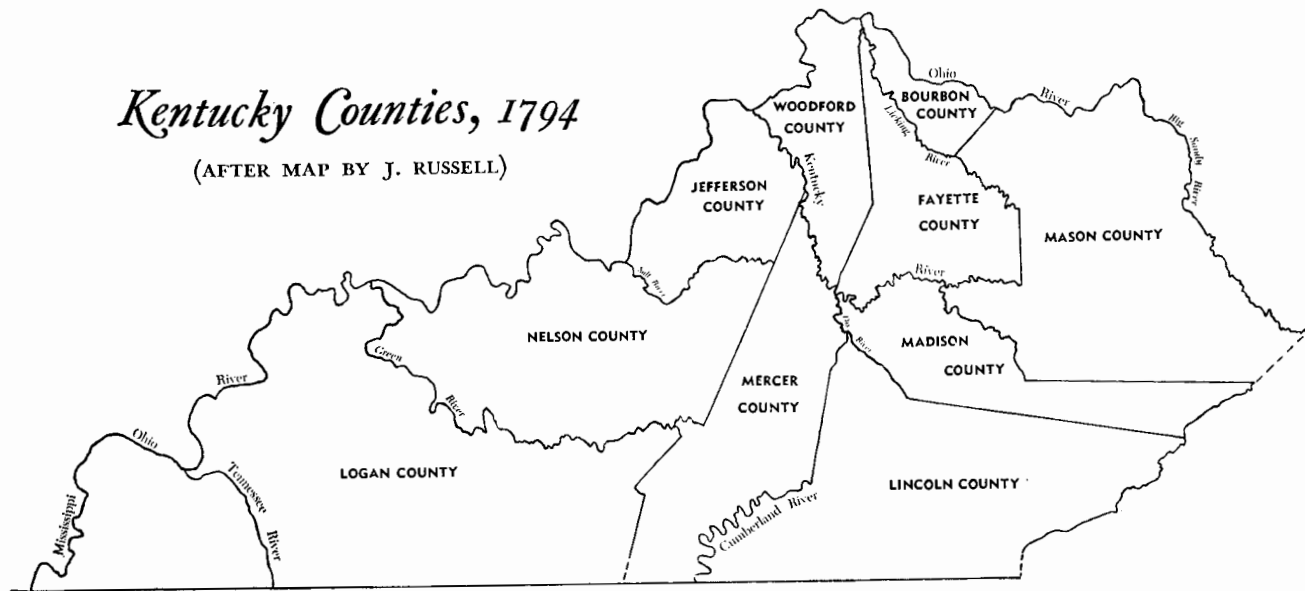 Kentucky Counties, 1794
(AFTER MAP BY J. RUSSELL)
Ohio
River
Big Sandy River
BOURBON
COUNTY
WOODFORD
COUNTY
Licking
River
Kentucky
JEFFERSON
COUNTY
FAYETTE
COUNTY
MASON COUNTY
Salt River
River
NELSON COUNTY
MADISON
COUNTY
River
Green
River
MERCER
COUNTY
River
Ohio
LOGAN COUNTY
LINCOLN COUNTY
Mississippi
Tennessee
River
Cumberland River